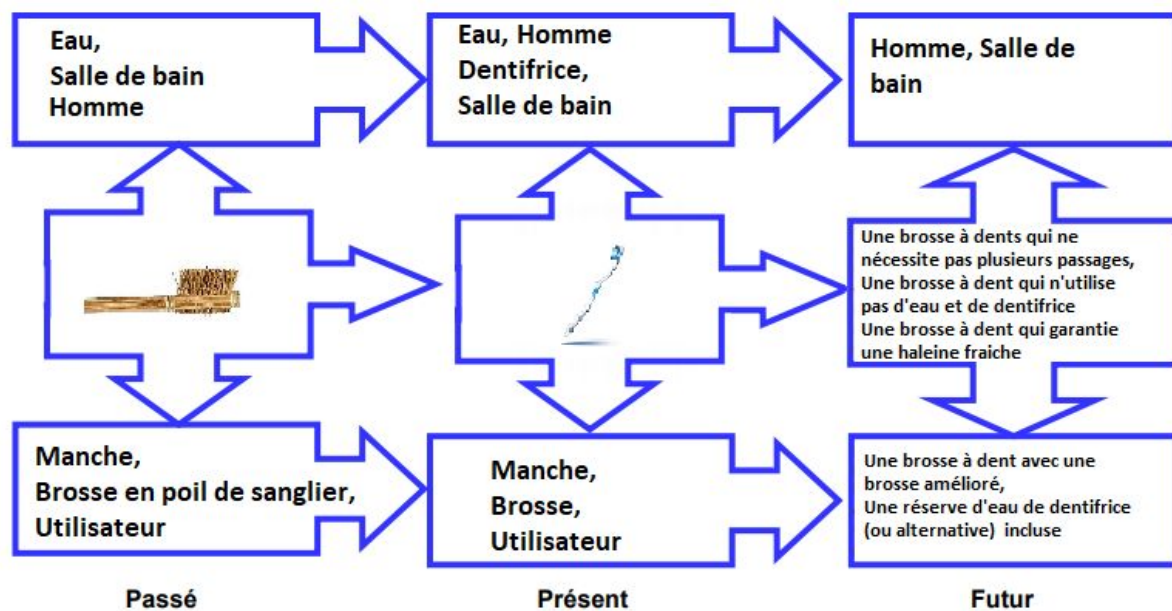 Eau,
Salle de bain
Homme
Eau, Homme
Dentifrice,
Salle de bain
Homme, Salle de
bain
Une brosse à dents qui ne
nécessite pas plusieurs passages,
Une brosse à dent qui n'utilise
pas d'eau et de dentifrice
Une brosse à dent qui garantie
une haleine fraiche
Manche,
Brosse en poil de sanglier,
Utilisateur
Manche,
Brosse,
Utilisateur
Une brosse à dent avec une
brosse amélioré,
Une réserve d'eau de dentifrice
(ou alternative) incluse
Passé
Présent
Futur